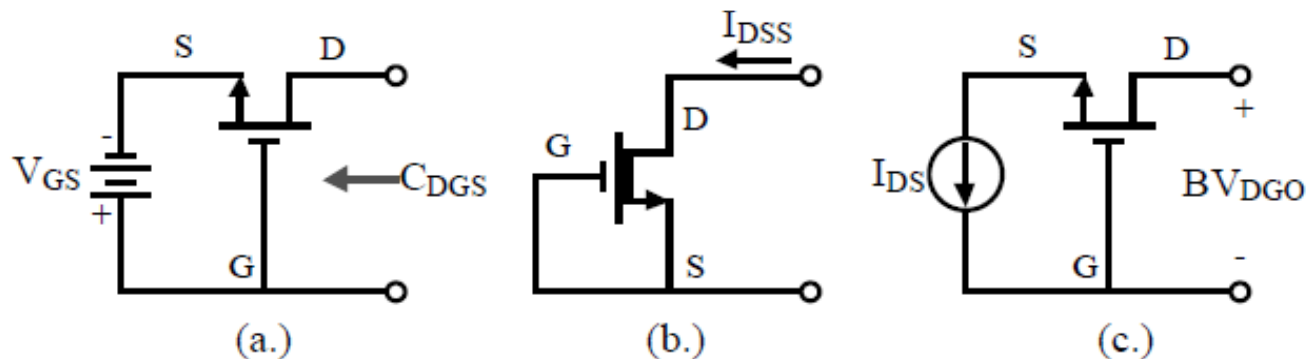 S D
- V_GS + C_DGS
G
(a.)
I_DSS
D
G
S
(b.)
S D
+
I_DS BV_DGO
G -
(c.)